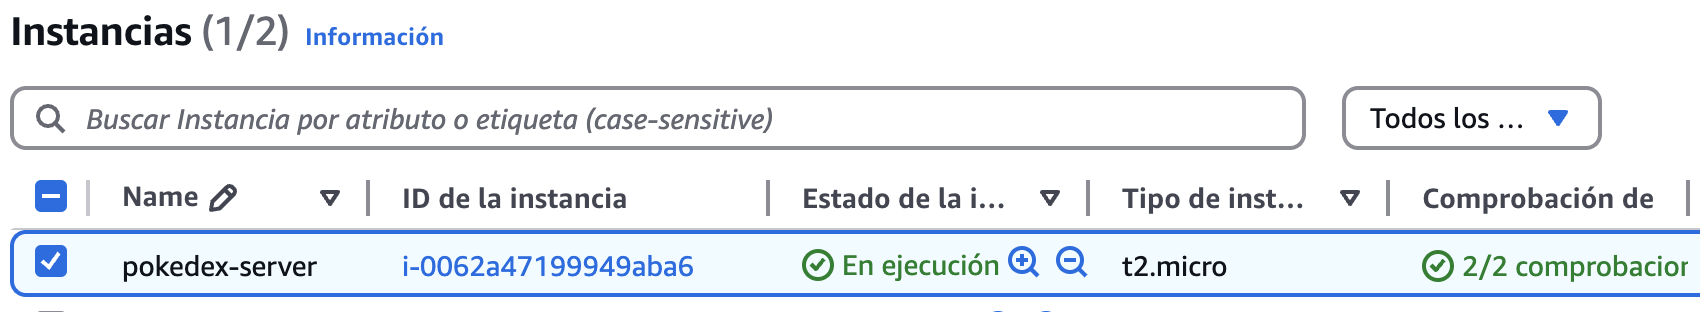 Instancias (1/2) Información
Buscar Instancia por atributo o etiqueta (case-sensitive) Todos los ...
Name ID de la instancia Estado de la i... Tipo de inst... Comprobación de
pokedex-server i-0062a47199949aba6 En ejecución t2.micro 2/2 comprobacion